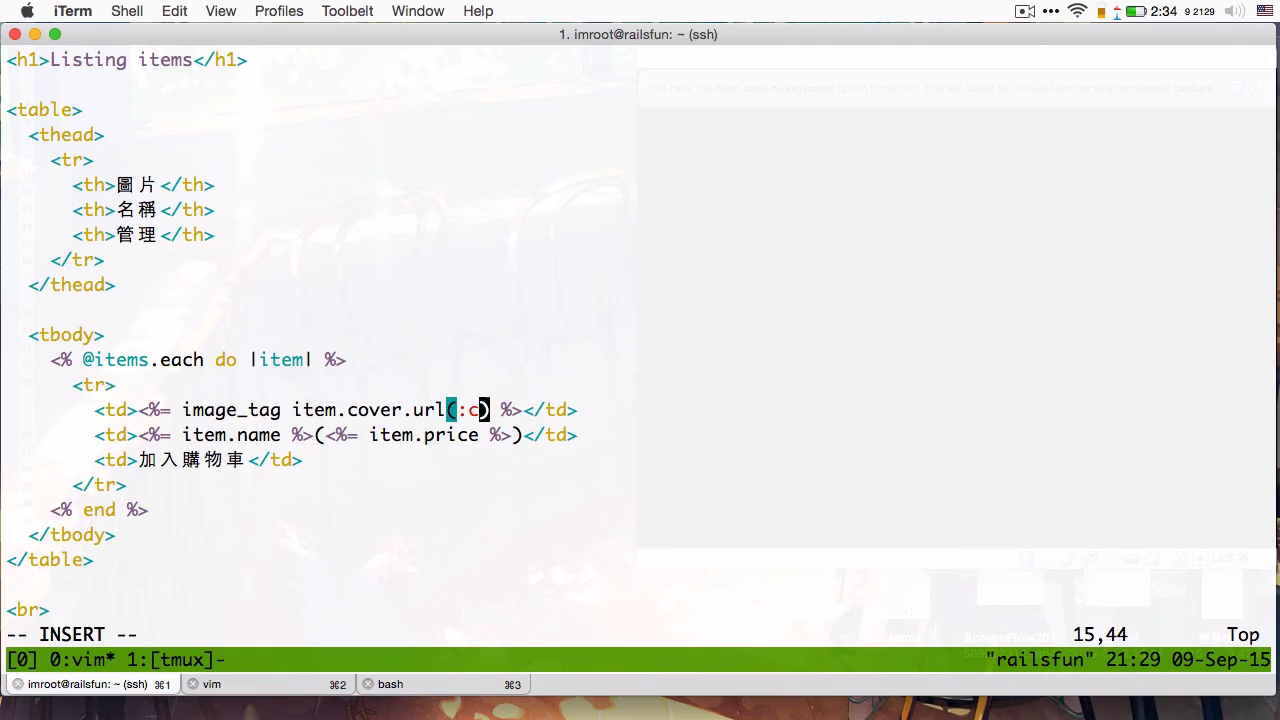 iTerm Shell Edit View Profiles Toolbelt Window Help 2:34 9 2129
1. imroot@railsfun: ~ (ssh)
<h1>Listing items</h1>
<table>
<thead>
<tr>
<th>圖片</th>
<th>名稱</th>
<th>管理</th>
</tr>
</thead>
<tbody>
<% @items.each do |item| %>
<tr>
<td><%= image_tag item.cover.url(:c) %></td>
<td><%= item.name %>(<%= item.price %>)</td>
<td>加入購物車</td>
</tr>
<% end %>
</tbody>
</table>
<br>
-- INSERT -- 15,44 Top
[0] 0:vim* 1:[tmux]- "railsfun" 21:29 09-Sep-15
imroot@railsfun: ~ (ssh) ⌘1 vim ⌘2 bash ⌘3